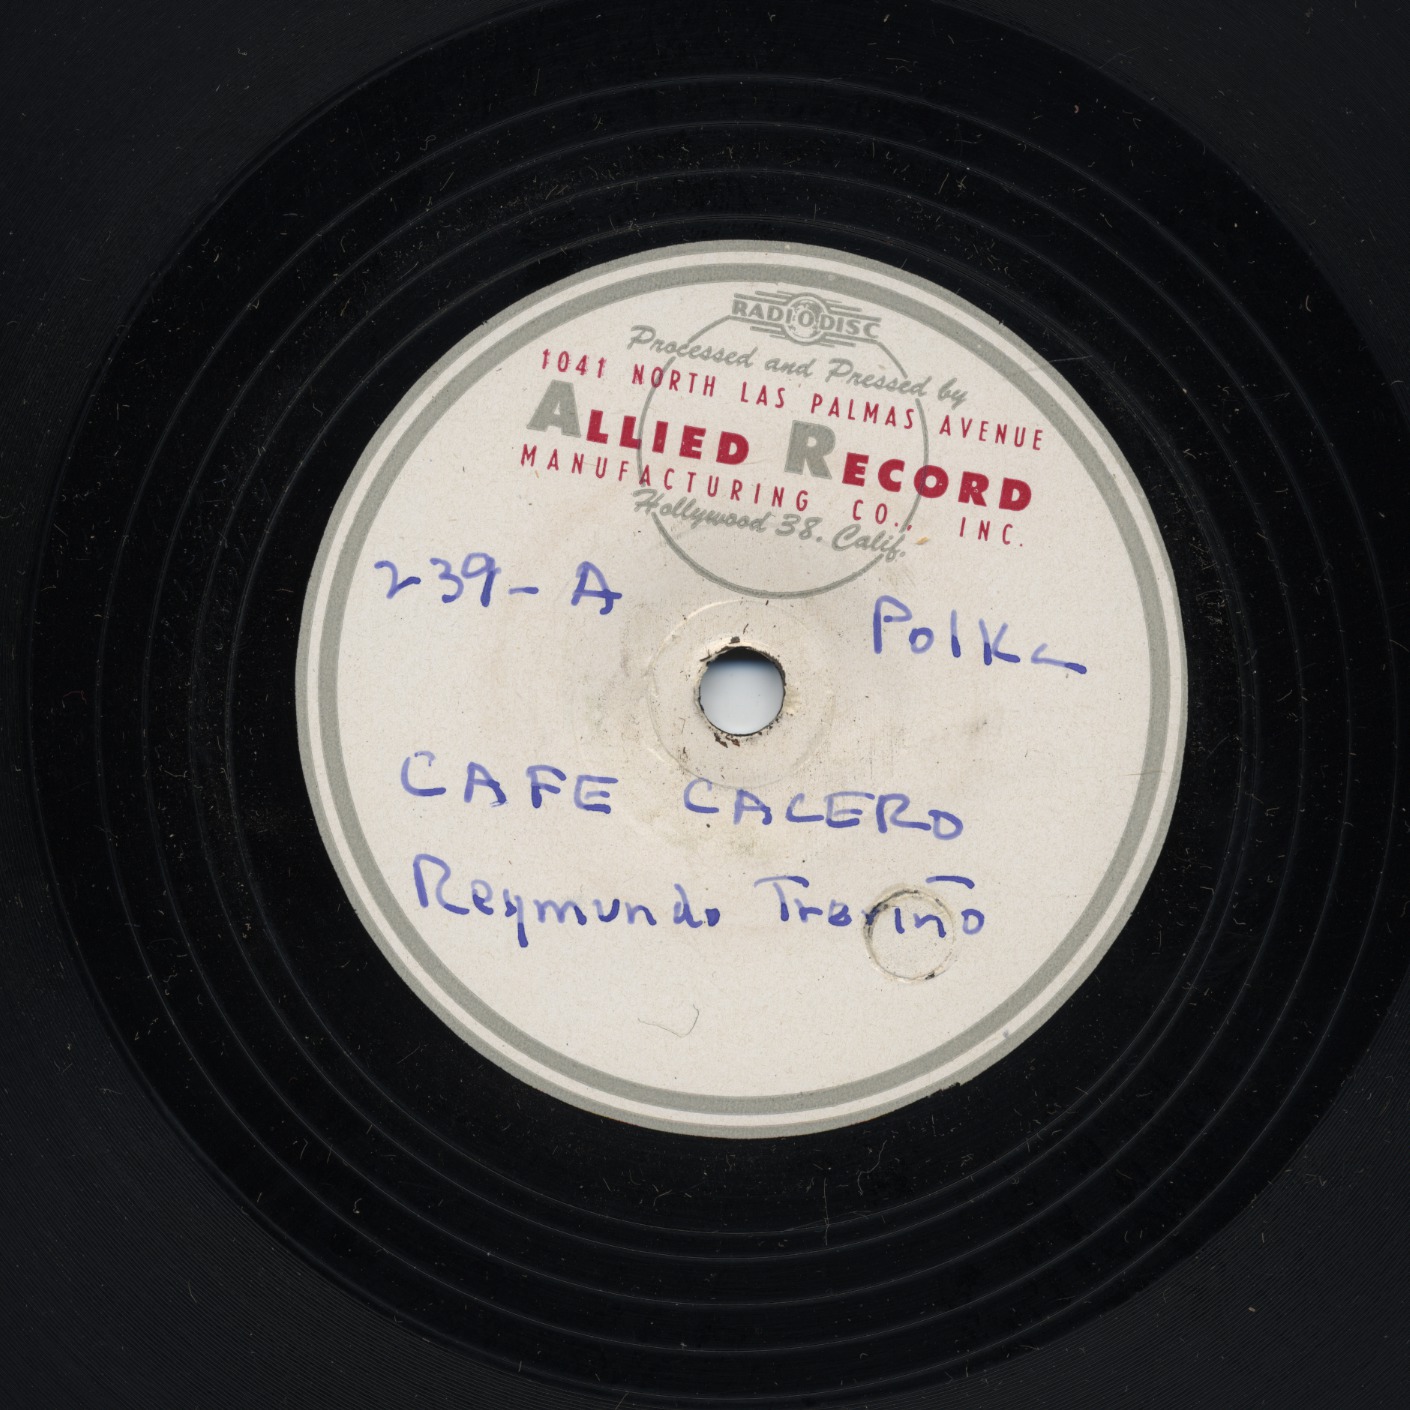 RADIODISC
Processed and Pressed by
1041 NORTH LAS PALMAS AVENUE
ALLIED RECORD
MANUFACTURING CO., INC.
Hollywood 38. Calif.
239-A
Polka
CAFE CACERO
Reymundo Treviño